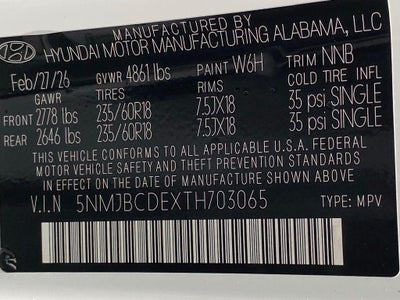 MANUFACTURED BY
HYUNDAI MOTOR MANUFACTURING ALABAMA, LLC
Feb/27/26 GVWR 4861 lbs PAINT W6H TRIM NNB
GAWR TIRES RIMS COLD TIRE INFL
FRONT 2778 lbs 235/60R18 7.5JX18 35 psi SINGLE
REAR 2646 lbs 235/60R18 7.5JX18 35 psi SINGLE
THIS VEHICLE CONFORMS TO ALL APPLICABLE U.S.A. FEDERAL
MOTOR VEHICLE SAFETY AND THEFT PREVENTION STANDARDS
IN EFFECT ON THE DATE OF MANUFACTURE SHOWN ABOVE.
V.I.N 5NMJBCDEXTH703065 TYPE: MPV